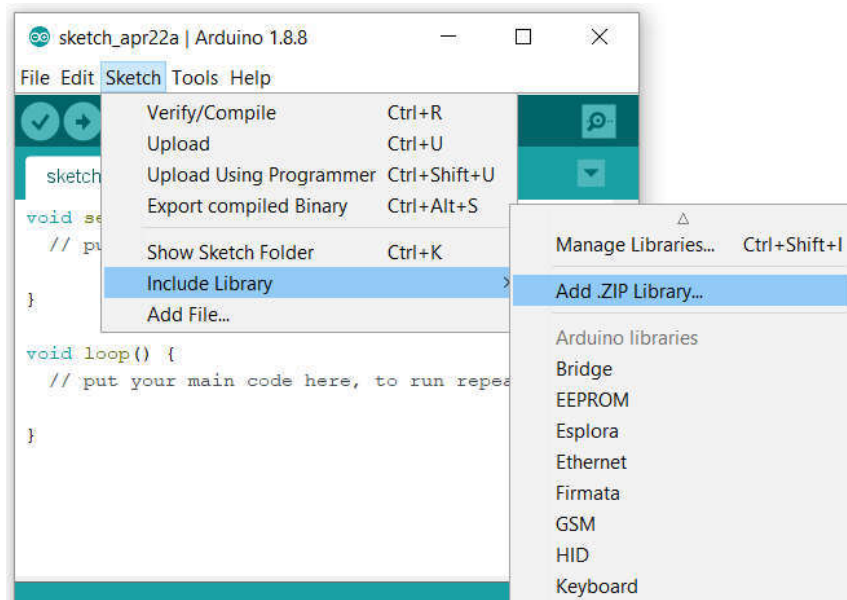 sketch_apr22a | Arduino 1.8.8
File Edit Sketch Tools Help
Verify/Compile Ctrl+R
Upload Ctrl+U
Upload Using Programmer Ctrl+Shift+U
Export compiled Binary Ctrl+Alt+S
Show Sketch Folder Ctrl+K
Include Library
Add File...
sketch
void se
// pu
}
void loop() {
// put your main code here, to run repea
}
Manage Libraries... Ctrl+Shift+I
Add .ZIP Library...
Arduino libraries
Bridge
EEPROM
Esplora
Ethernet
Firmata
GSM
HID
Keyboard